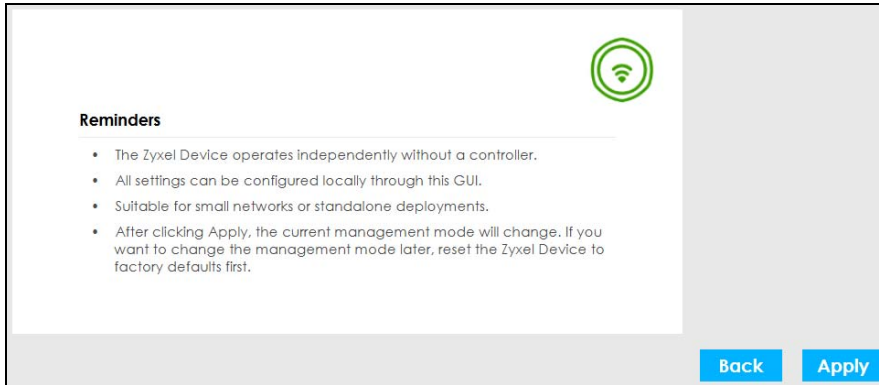 Reminders
• The Zyxel Device operates independently without a controller.
• All settings can be configured locally through this GUI.
• Suitable for small networks or standalone deployments.
• After clicking Apply, the current management mode will change. If you
want to change the management mode later, reset the Zyxel Device to
factory defaults first.
Back Apply